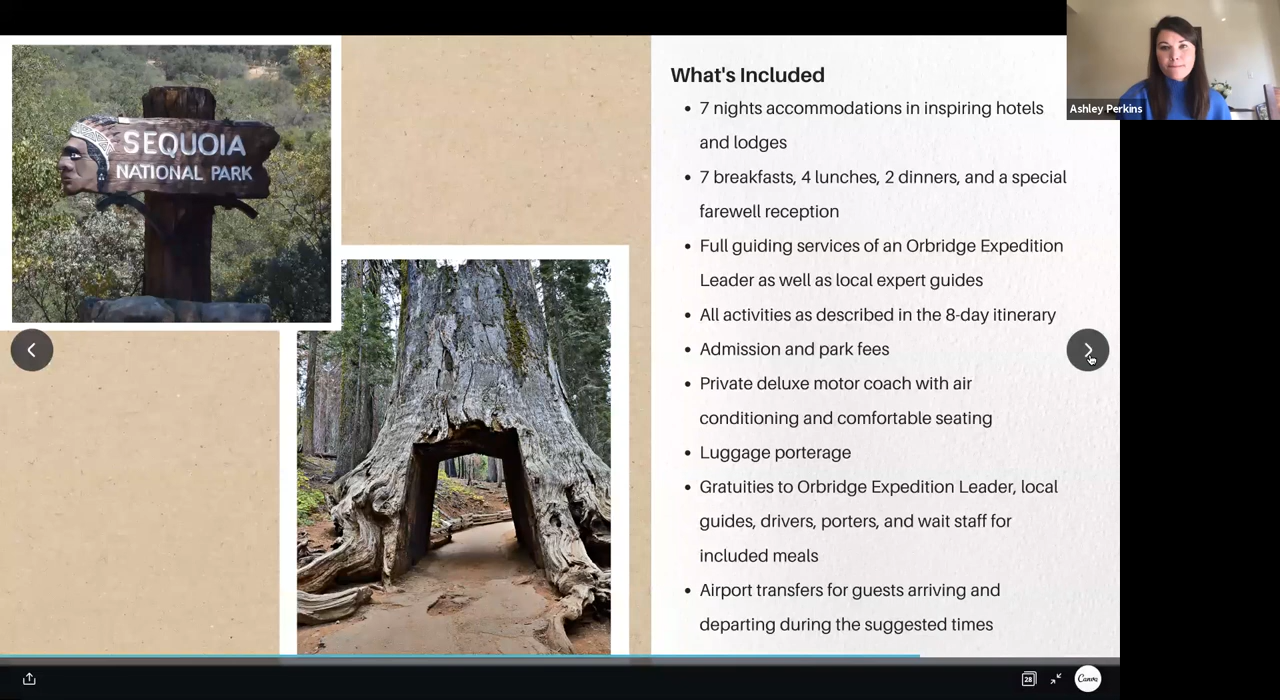 SEQUOIA
NATIONAL PARK
What's Included
7 nights accommodations in inspiring hotels
and lodges
7 breakfasts, 4 lunches, 2 dinners, and a special
farewell reception
Full guiding services of an Orbridge Expedition
Leader as well as local expert guides
All activities as described in the 8-day itinerary
Admission and park fees
Private deluxe motor coach with air
conditioning and comfortable seating
Luggage porterage
Gratuities to Orbridge Expedition Leader, local
guides, drivers, porters, and wait staff for
included meals
Airport transfers for guests arriving and
departing during the suggested times
Ashley Perkins
28
Canva